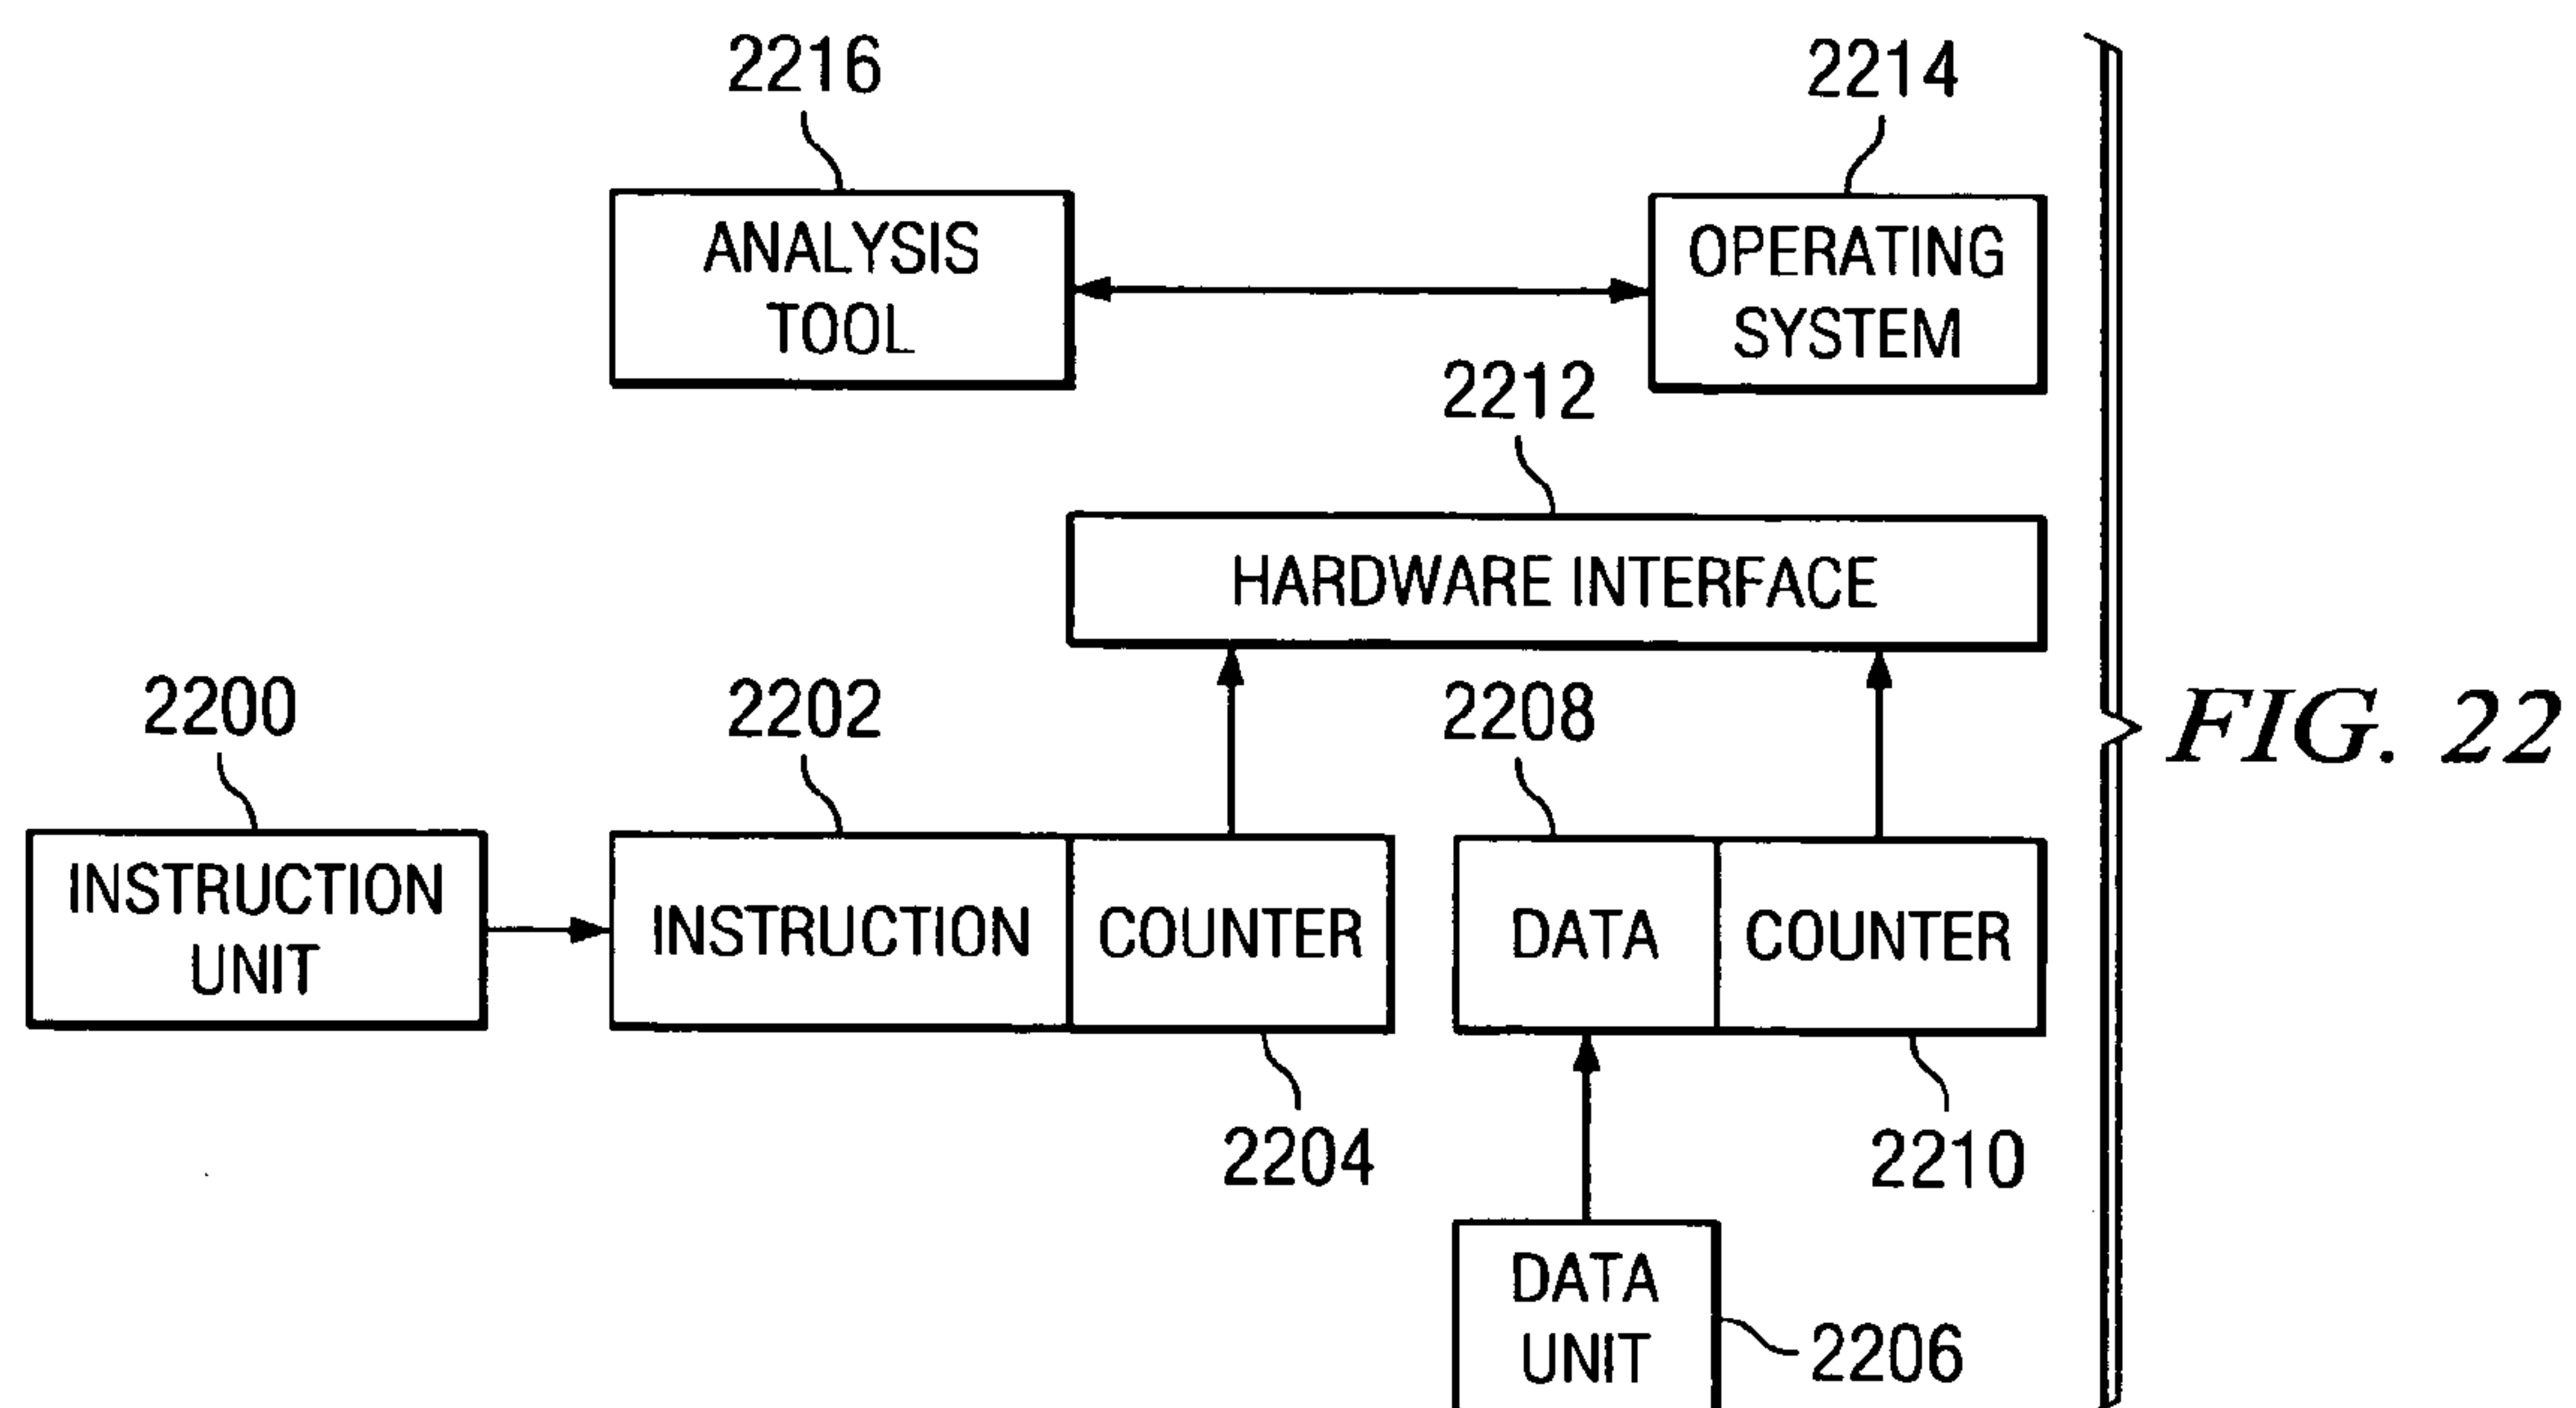 2216
2214
ANALYSIS
TOOL
OPERATING
SYSTEM
2212
HARDWARE INTERFACE
2200
2202
2208
FIG. 22
INSTRUCTION
UNIT
INSTRUCTION
COUNTER
DATA
COUNTER
2204
2210
DATA
UNIT
2206